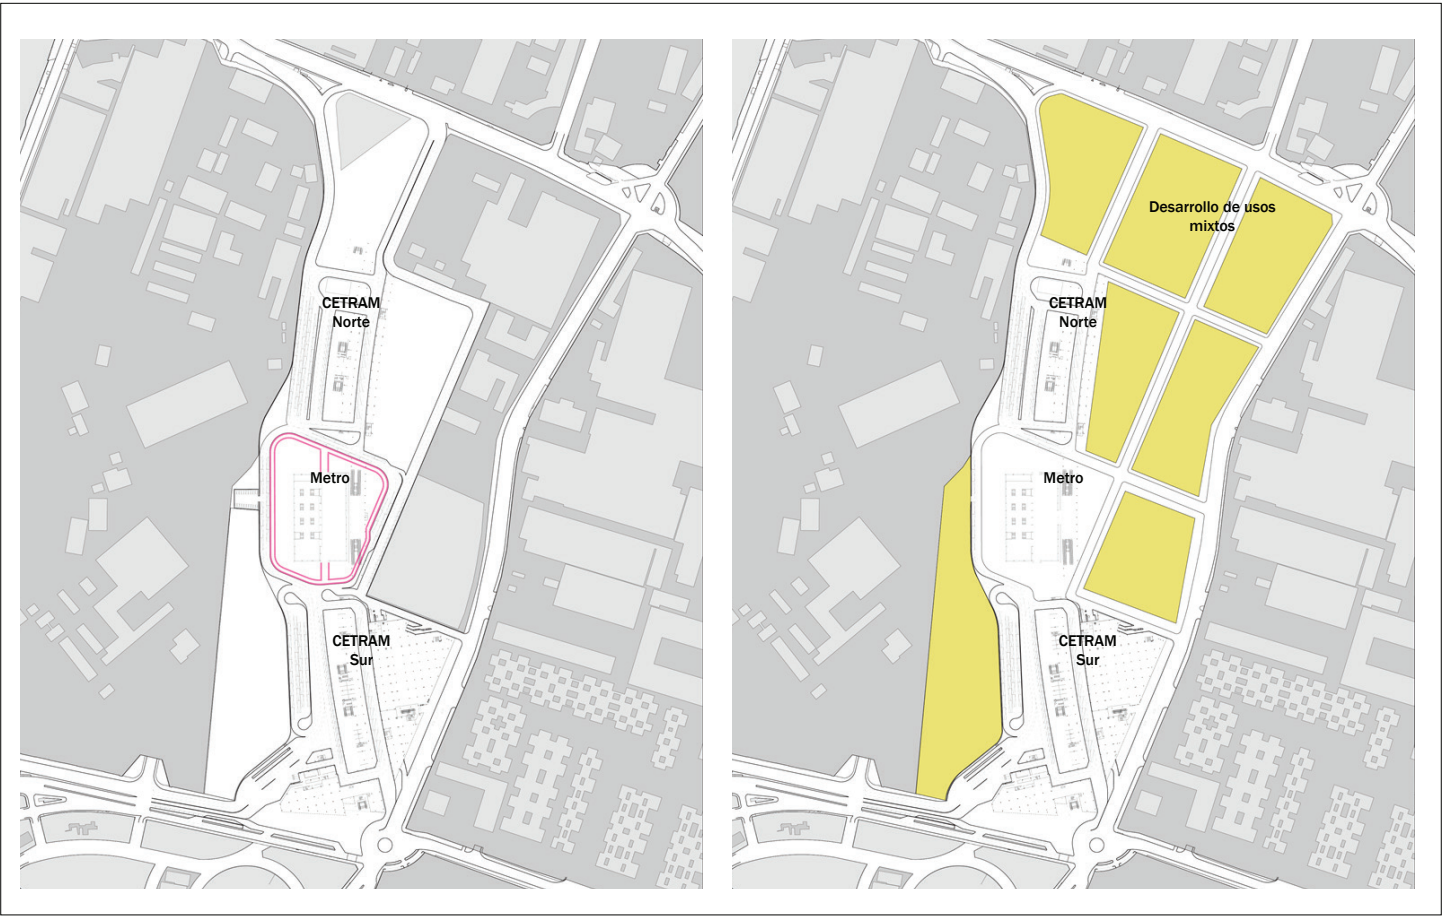 CETRAM
Norte
Metro
CETRAM
Sur
Desarrollo de usos
mixtos
CETRAM
Norte
Metro
CETRAM
Sur